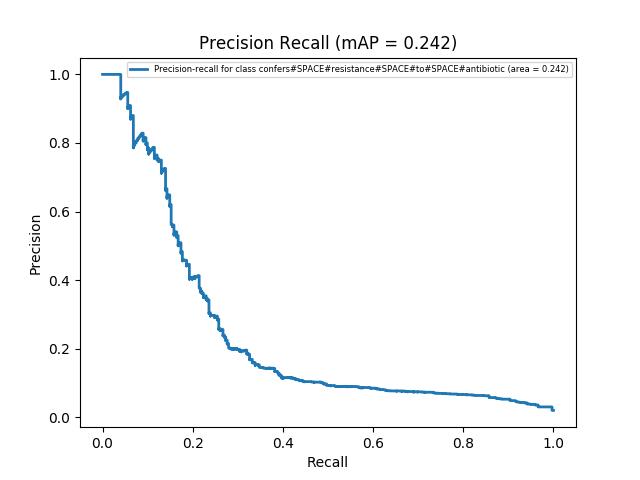 Precision Recall (mAP = 0.242)
Precision-recall for class confers#SPACE#resistance#SPACE#to#SPACE#antibiotic (area = 0.242)
1.0
0.8
0.6
0.4
0.2
0.0
Precision
0.0 0.2 0.4 0.6 0.8 1.0
Recall